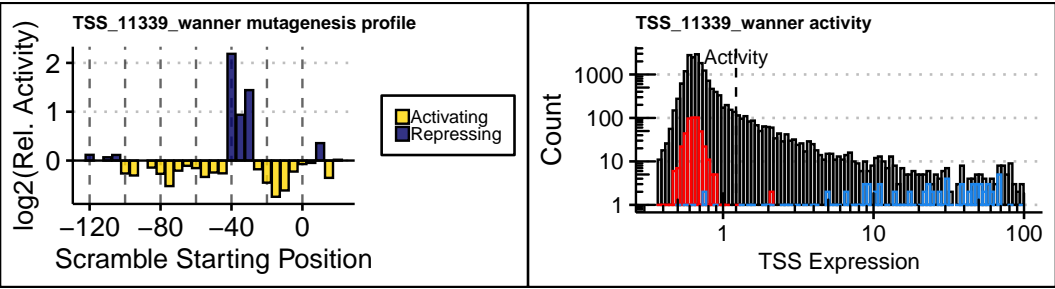 TSS_11339_wanner mutagenesis profile
log2(Rel. Activity)
2
1
0
−120 −80 −40 0
Scramble Starting Position
Activating
Repressing
TSS_11339_wanner activity
Activity
Count
1000
100
10
1
1 10 100
TSS Expression